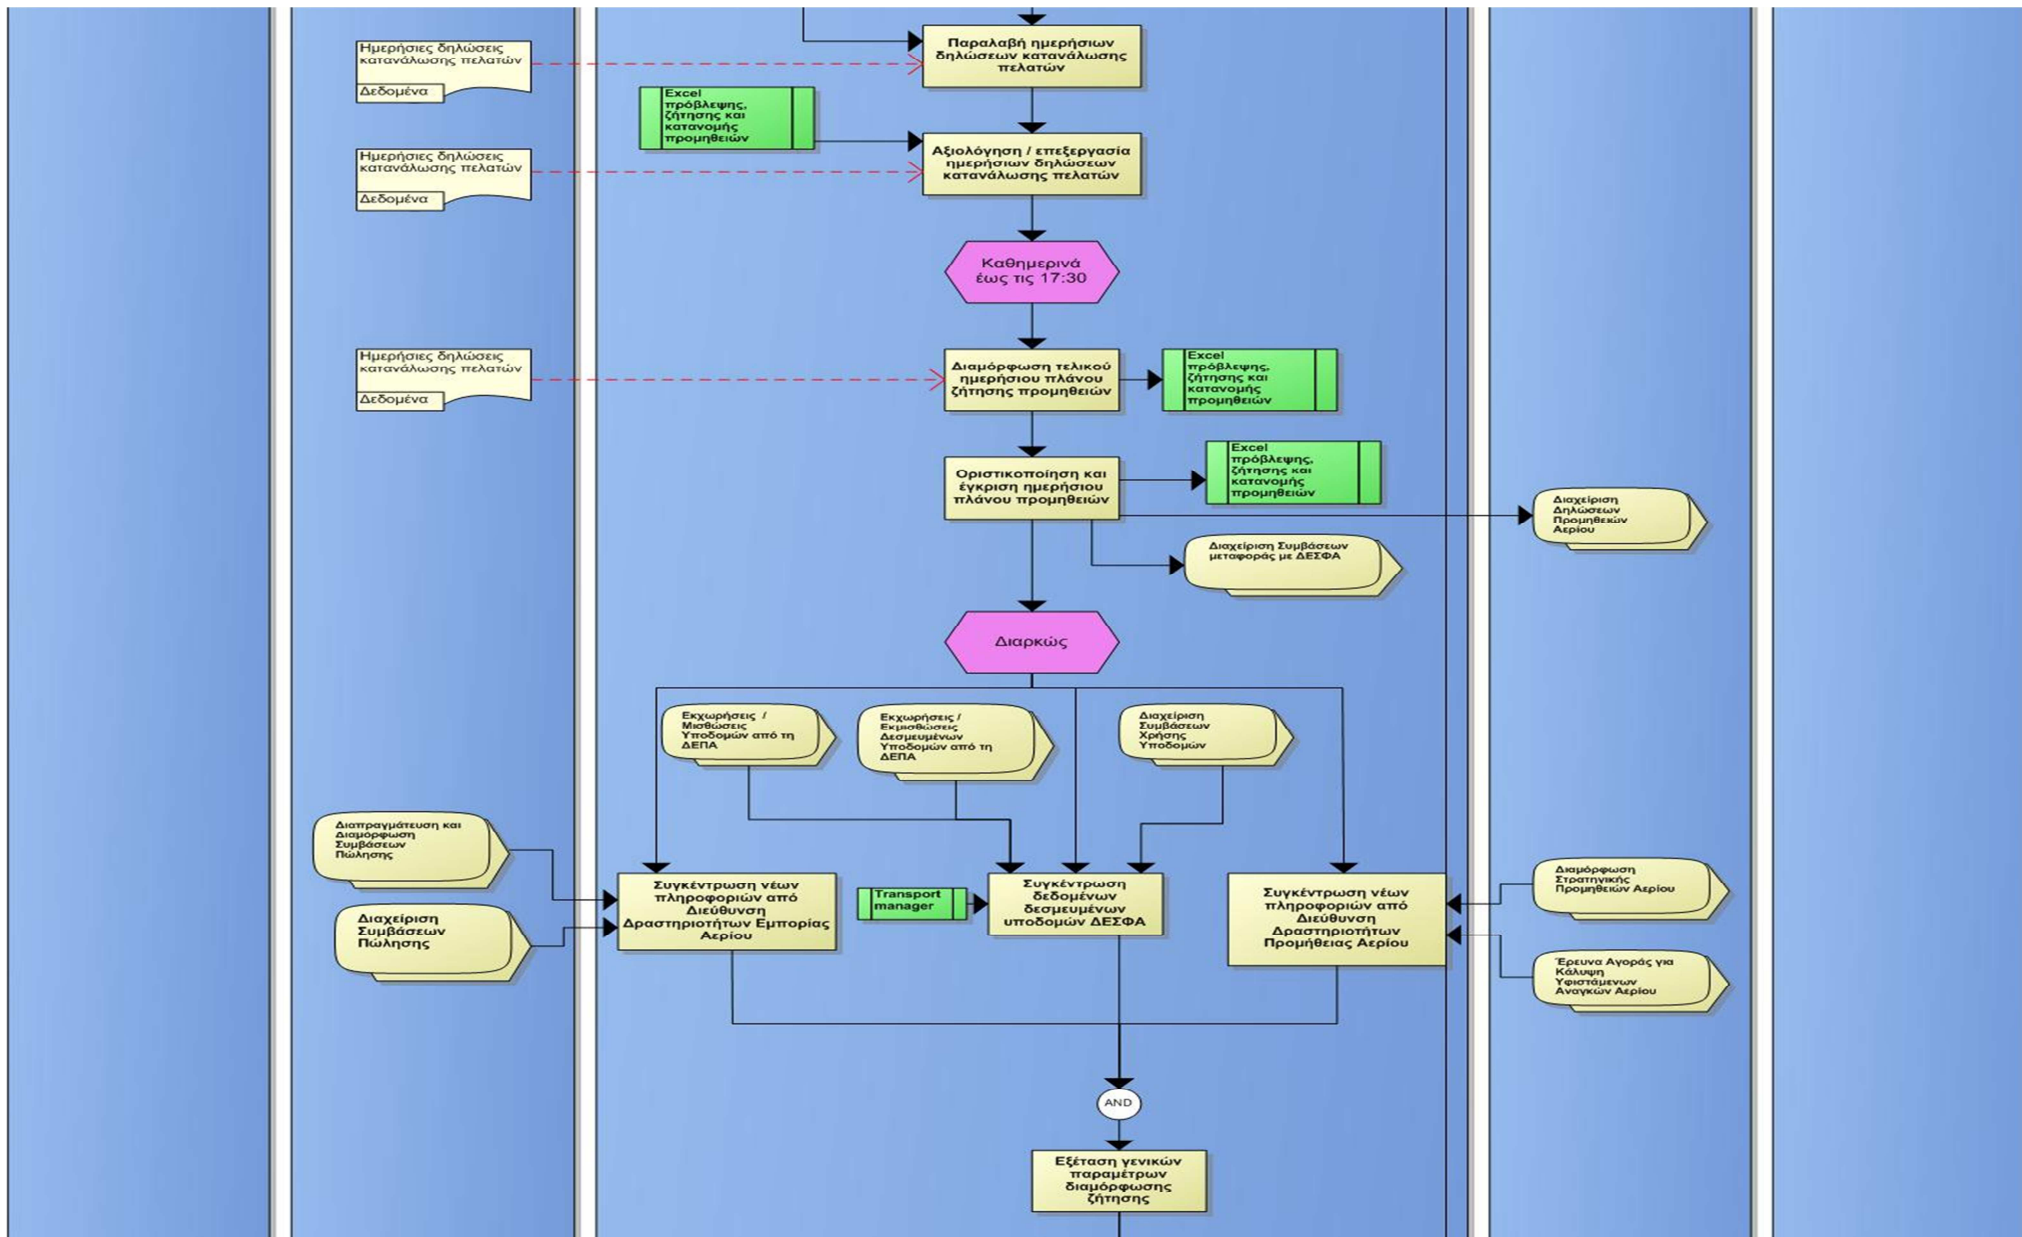 Ημερήσιες δηλώσεις
κατανάλωσης πελατών
Δεδομένα
Παραλαβή ημερήσιων
δηλώσεων κατανάλωσης
πελατών
Excel
πρόβλεψης,
ζήτησης και
κατανομής
προμηθειών
Ημερήσιες δηλώσεις
κατανάλωσης πελατών
Δεδομένα
Αξιολόγηση / επεξεργασία
ημερήσιων δηλώσεων
κατανάλωσης πελατών
Καθημερινά
έως τις 17:30
Ημερήσιες δηλώσεις
κατανάλωσης πελατών
Δεδομένα
Διαμόρφωση τελικού
ημερήσιου πλάνου
ζήτησης προμηθειών
Excel
πρόβλεψης,
ζήτησης και
κατανομής
προμηθειών
Οριστικοποίηση και
έγκριση ημερήσιου
πλάνου προμηθειών
Excel
πρόβλεψης,
ζήτησης και
κατανομής
προμηθειών
Διαχείριση
Δηλώσεων
Προμηθειών
Αερίου
Διαχείριση Συμβάσεων
μεταφοράς με ΔΕΣΦΑ
Διαρκώς
Εκχωρήσεις /
Μισθώσεις
Υποδομών από τη
ΔΕΠΑ
Εκχωρήσεις /
Εκμισθώσεις
Δεσμευμένων
Υποδομών από τη
ΔΕΠΑ
Διαχείριση
Συμβάσεων
Χρήσης
Υποδομών
Διαπραγμάτευση και
Διαμόρφωση
Συμβάσεων
Πώλησης
Διαχείριση
Συμβάσεων
Πώλησης
Συγκέντρωση νέων
πληροφοριών από
Διεύθυνση
Δραστηριοτήτων Εμπορίας
Αερίου
Transport
manager
Συγκέντρωση
δεδομένων
δεσμευμένων
υποδομών ΔΕΣΦΑ
Συγκέντρωση νέων
πληροφοριών από
Διεύθυνση
Δραστηριοτήτων
Προμήθειας Αερίου
Διαμόρφωση
Στρατηγικής
Προμηθειών Αερίου
Έρευνα Αγοράς για
Κάλυψη
Υφιστάμενων
Αναγκών Αερίου
AND
Εξέταση γενικών
παραμέτρων
διαμόρφωσης
ζήτησης